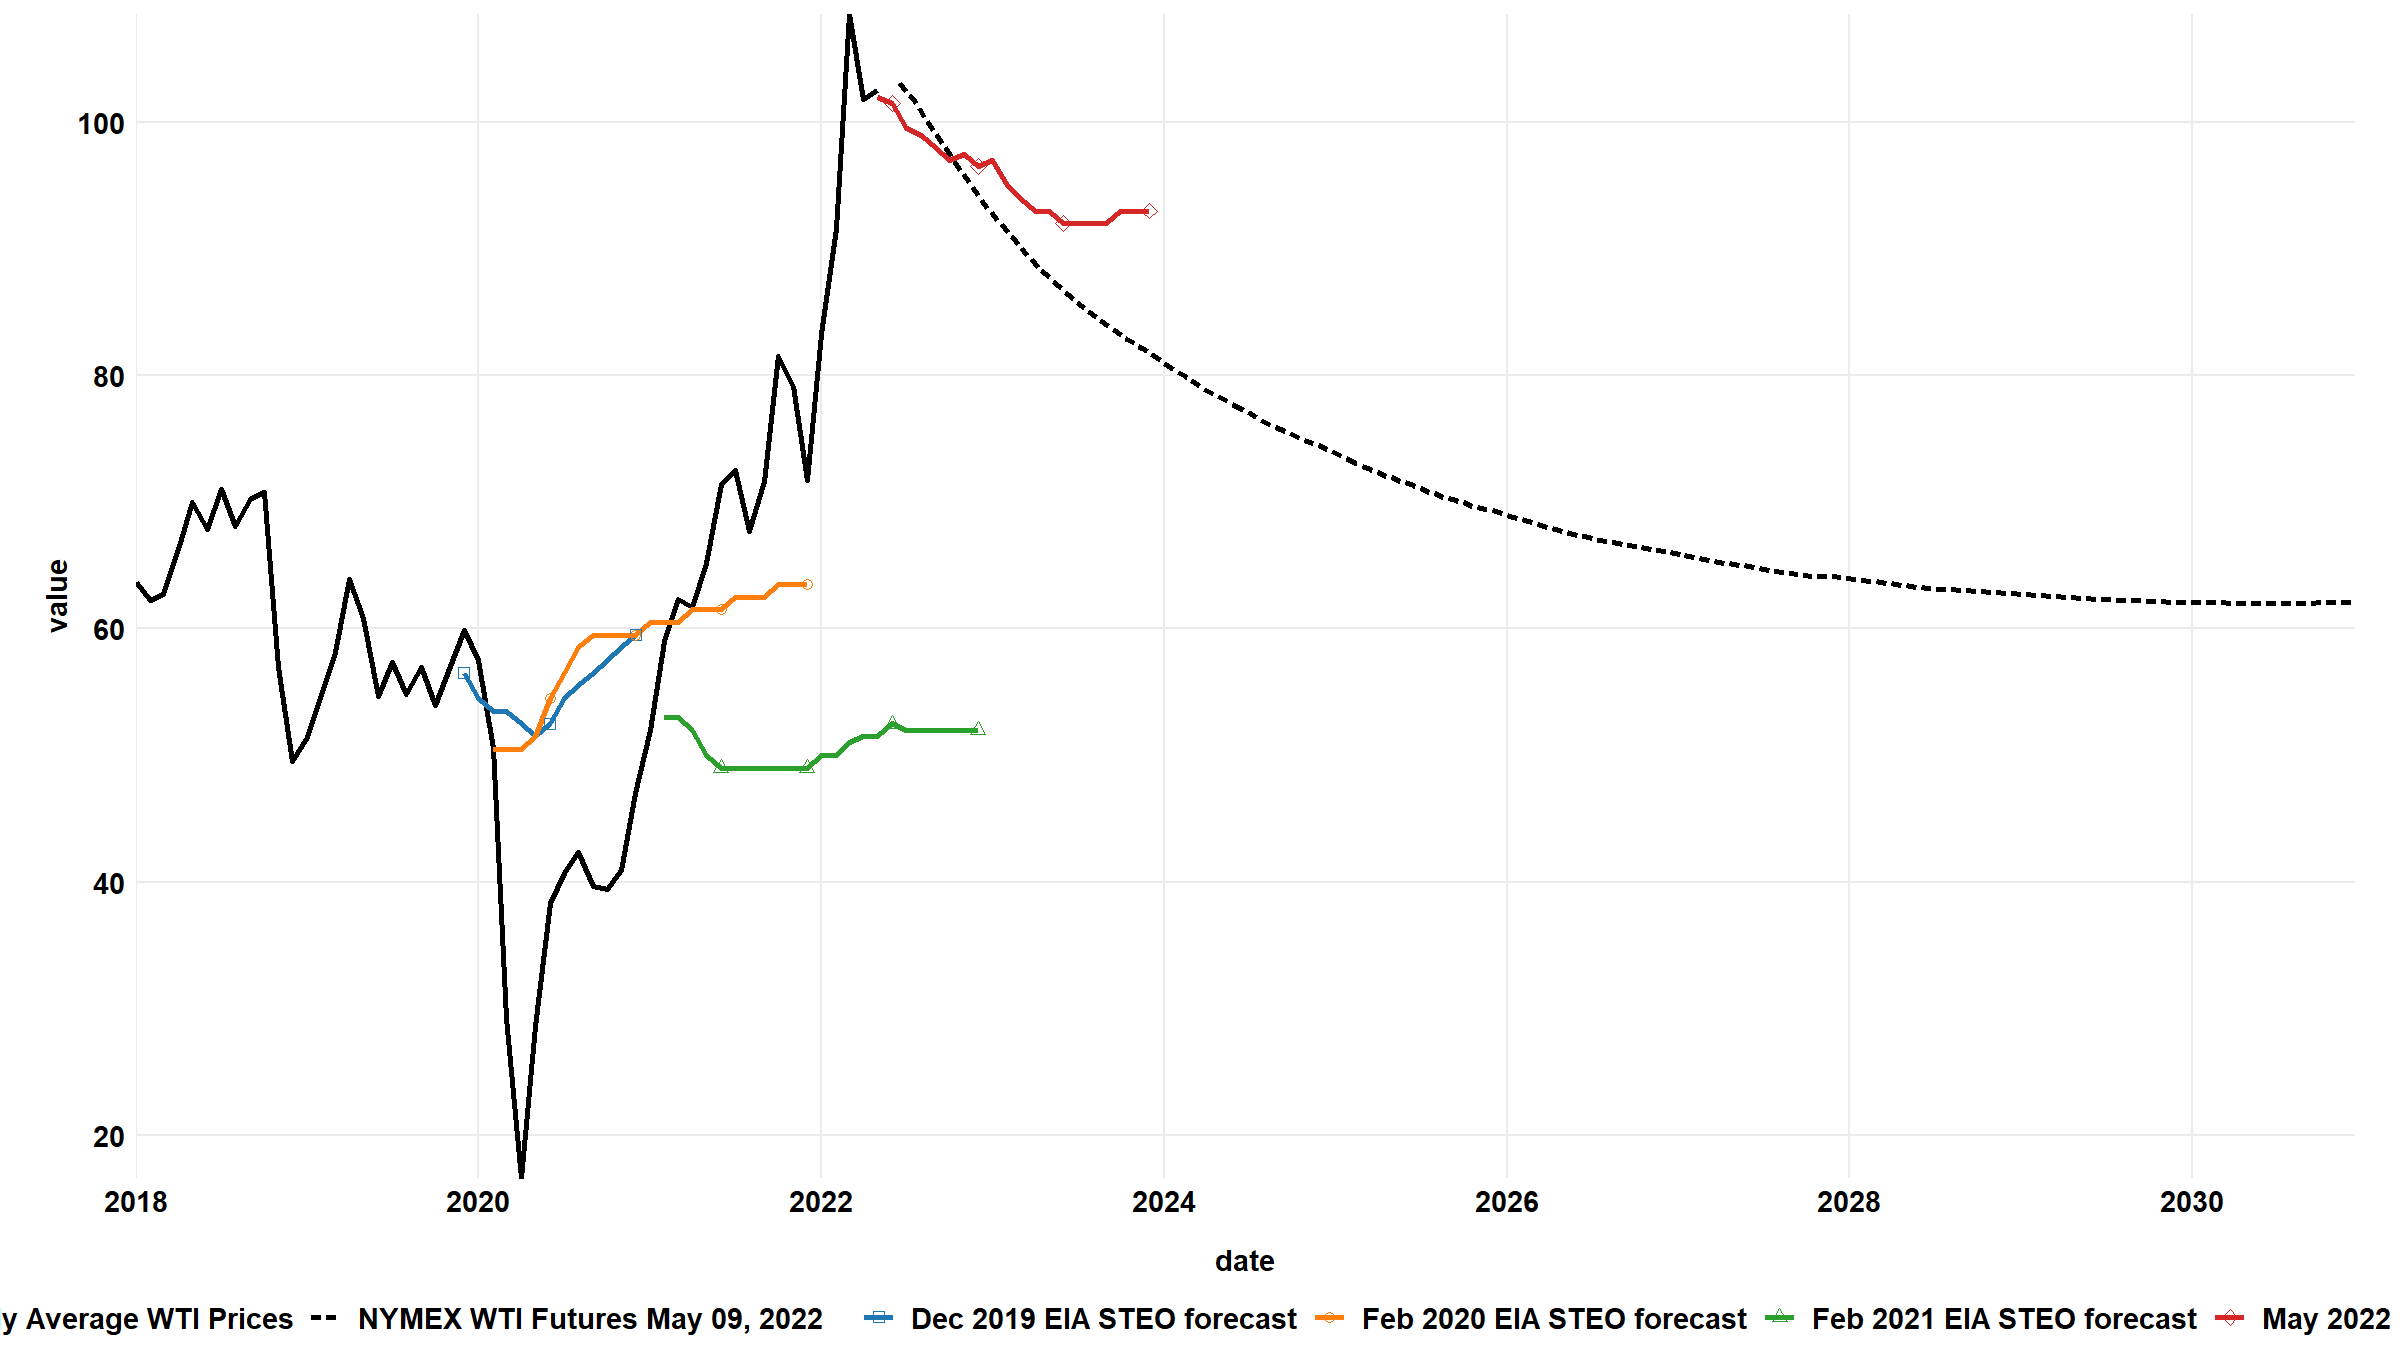 value
100
80
60
40
20
2018 2020 2022 2024 2026 2028 2030
date
y Average WTI Prices NYMEX WTI Futures May 09, 2022 Dec 2019 EIA STEO forecast Feb 2020 EIA STEO forecast Feb 2021 EIA STEO forecast May 2022